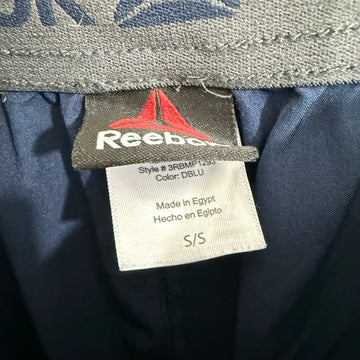 Reebok
Style # 3RBMP1293
Color: DBLU
Made in Egypt
Hecho en Egipto
S/S